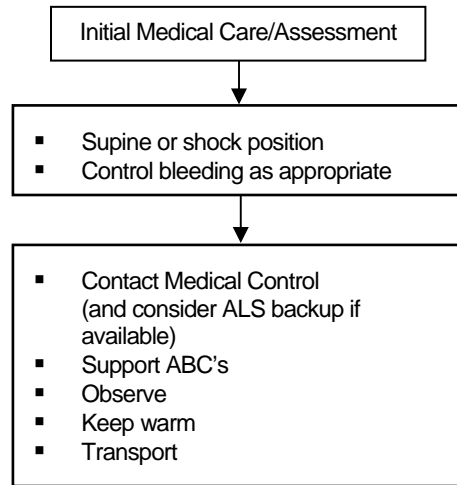 Initial Medical Care/Assessment
▪ Supine or shock position
▪ Control bleeding as appropriate
▪ Contact Medical Control
(and consider ALS backup if
available)
▪ Support ABC's
▪ Observe
▪ Keep warm
▪ Transport